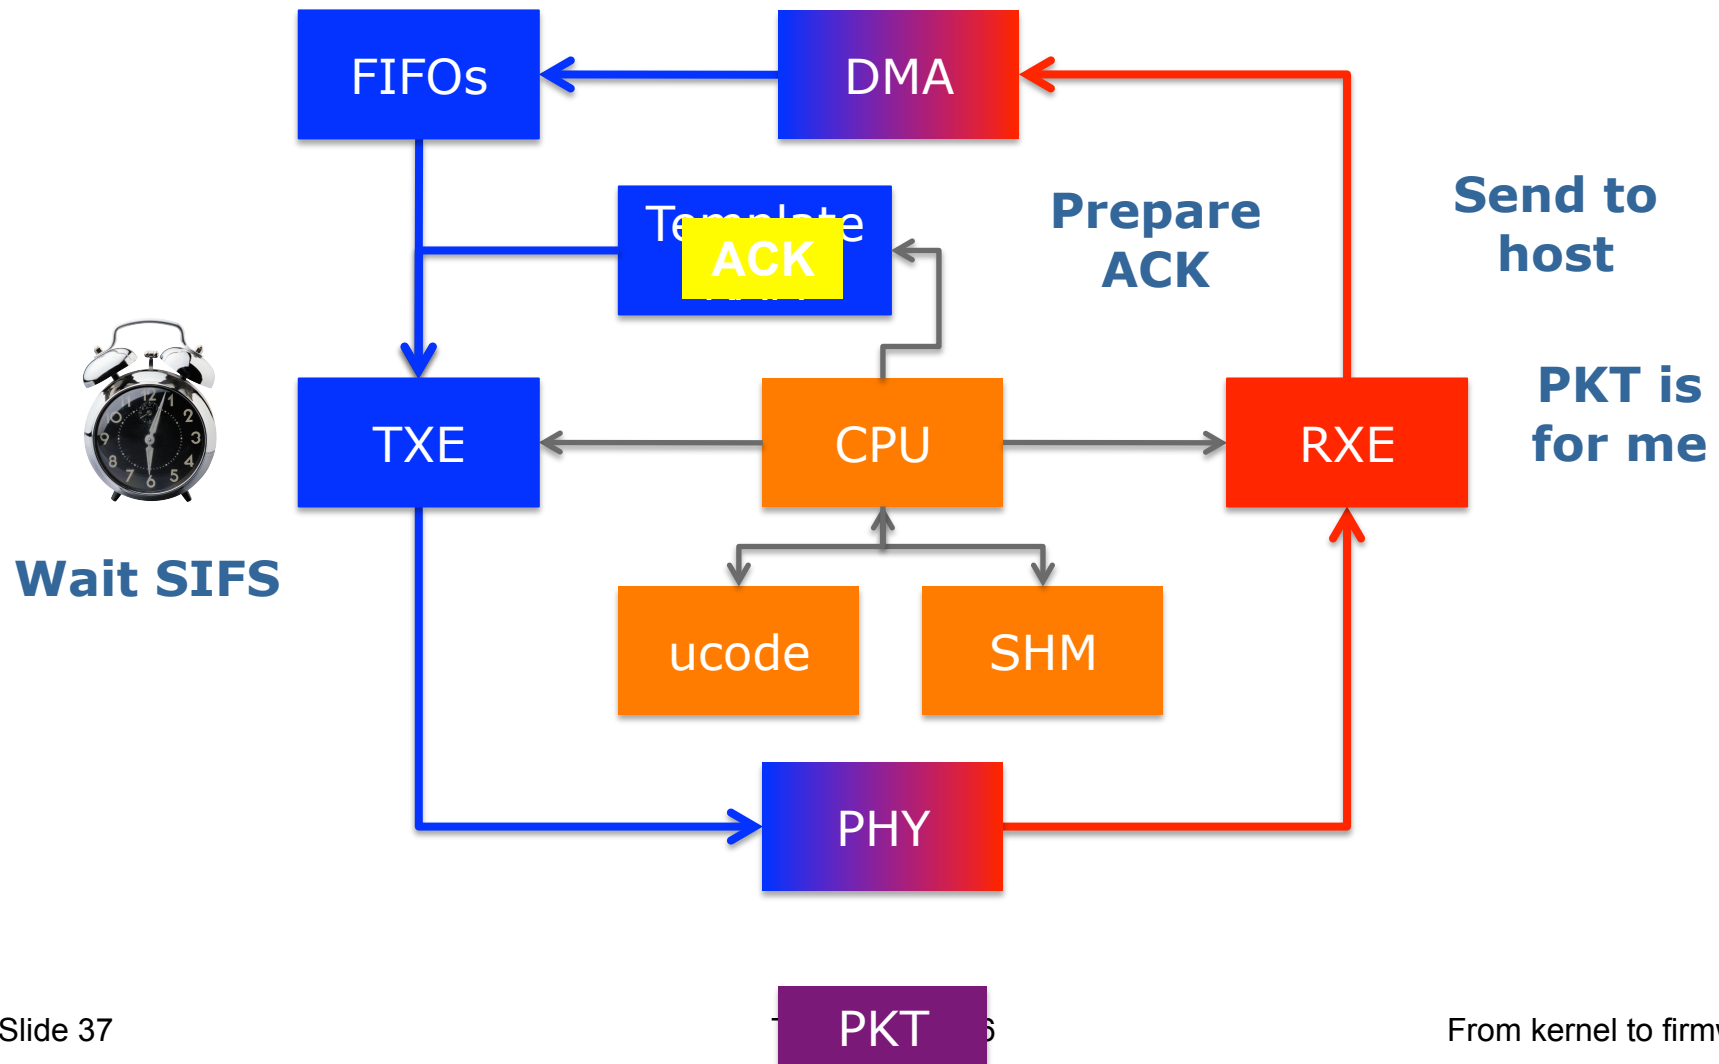 FIFOs
DMA
Send to
host
Prepare
ACK
Template
ACK
PKT is
for me
TXE
CPU
RXE
Wait SIFS
ucode
SHM
PHY
PKT
Slide 37
From kernel to